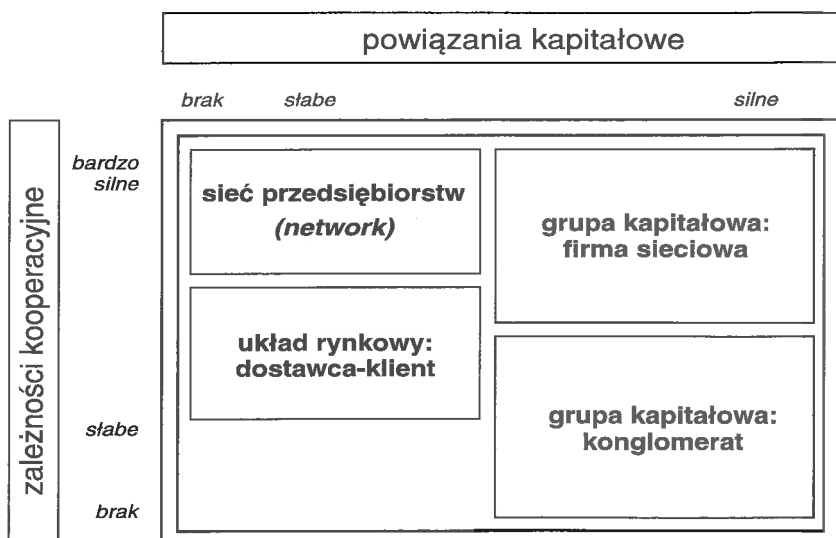 powiązania kapitałowe
brak słabe silne
zależności kooperacyjne
bardzo
silne
sieć przedsiębiorstw
(network)
grupa kapitałowa:
firma sieciowa
układ rynkowy:
dostawca-klient
słabe
grupa kapitałowa:
konglomerat
brak